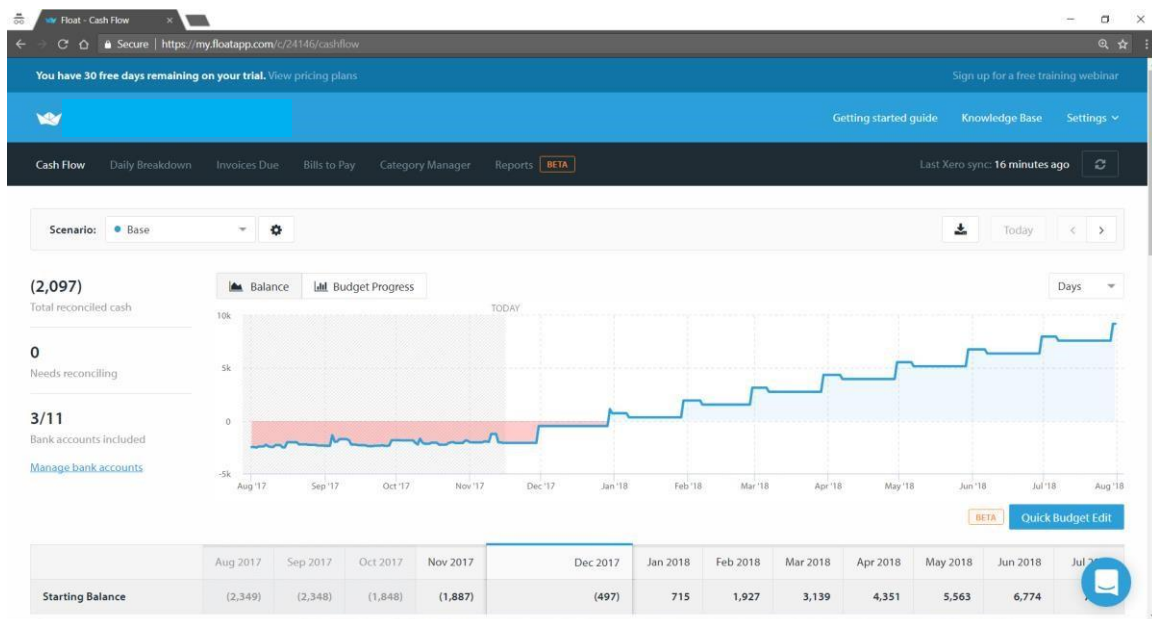 Float - Cash Flow
Secure | https://my.floatapp.com/c/24146/cashflow
You have 30 free days remaining on your trial. View pricing plans Sign up for a free training webinar
Getting started guide Knowledge Base Settings
Cash Flow Daily Breakdown Invoices Due Bills to Pay Category Manager Reports BETA Last Xero sync: 16 minutes ago
Scenario: Base Today
(2,097)
Total reconciled cash
0
Needs reconciling
3/11
Bank accounts included
Manage bank accounts
Balance Budget Progress Days
TODAY
10k
5k
0
-5k
Aug '17 Sep '17 Oct '17 Nov '17 Dec '17 Jan '18 Feb '18 Mar '18 Apr '18 May '18 Jun '18 Jul '18 Aug '18
BETA Quick Budget Edit
Aug 2017 Sep 2017 Oct 2017 Nov 2017 Dec 2017 Jan 2018 Feb 2018 Mar 2018 Apr 2018 May 2018 Jun 2018 Jul
Starting Balance (2,349) (2,348) (1,848) (1,887) (497) 715 1,927 3,139 4,351 5,563 6,774